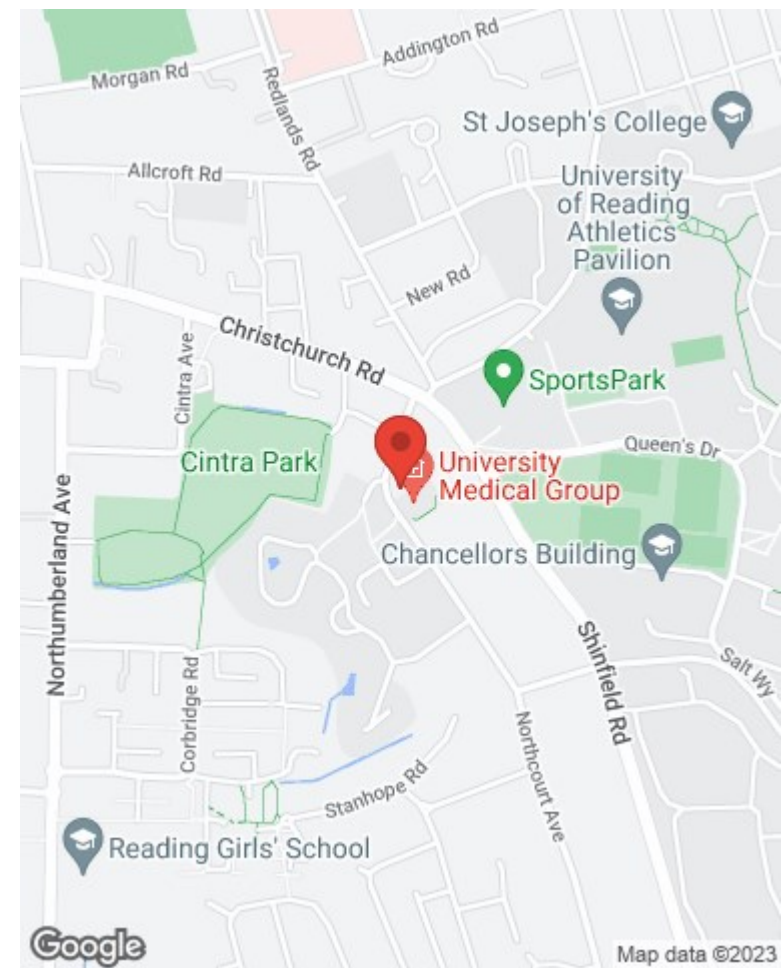 Addington Rd
Morgan Rd
Redlands Rd
St Joseph's College
Allcroft Rd
University
of Reading
Athletics
Pavilion
New Rd
Christchurch Rd
Cintra Ave
SportsPark
Queen's Dr
Cintra Park
University
Medical Group
Northumberland Ave
Chancellors Building
Shinfield Rd
Salt Wy
Corbridge Rd
Northcourt Ave
Stanhope Rd
Reading Girls' School
Google
Map data ©2023